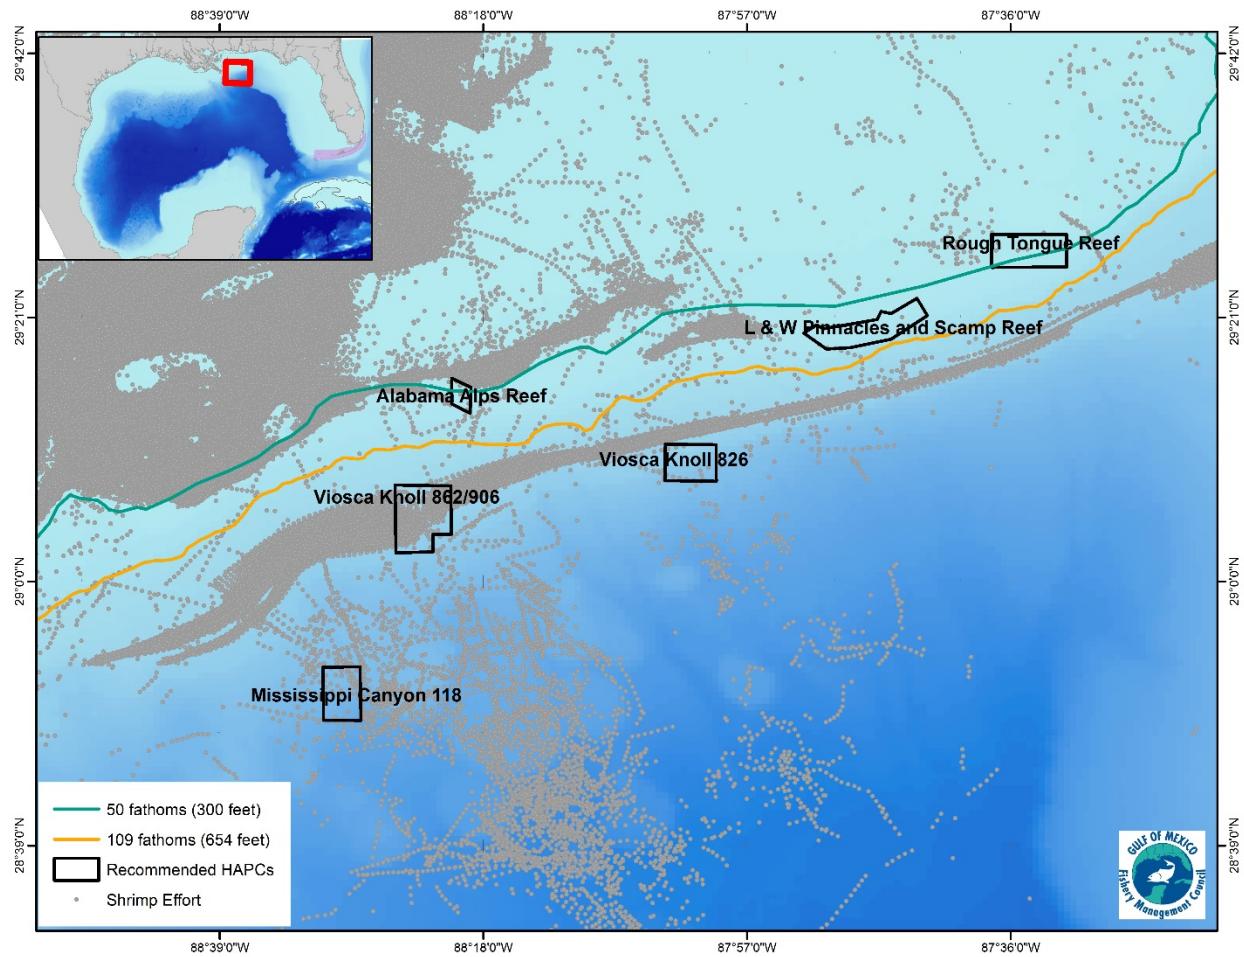 88°39'0"W 88°18'0"W 87°57'0"W 87°36'0"W
29°42'0"N 29°42'0"N
Rough Tongue Reef
29°21'0"N 29°21'0"N
L & W Pinnacles and Scamp Reef
Alabama Alps Reef
Viosca Knoll 826
Viosca Knoll 862/906
29°0'0"N 29°0'0"N
Mississippi Canyon 118
50 fathoms (300 feet)
109 fathoms (654 feet)
Recommended HAPCs
Shrimp Effort
28°39'0"N 28°39'0"N
GULF OF MEXICO
Fishery Management Council
88°39'0"W 88°18'0"W 87°57'0"W 87°36'0"W